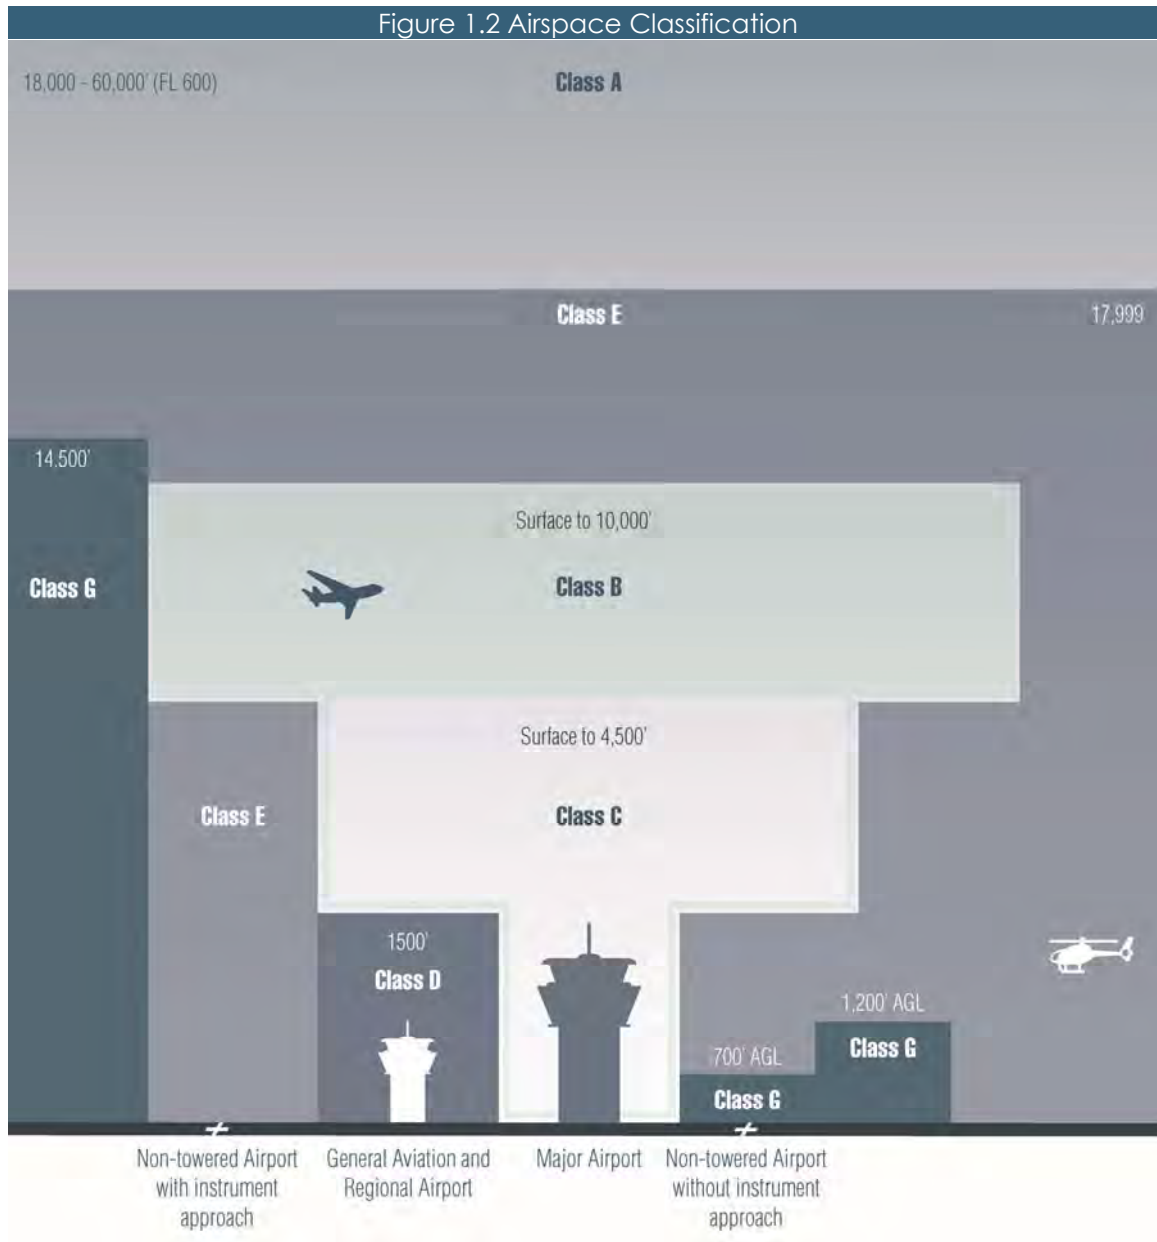 Figure 1.2 Airspace Classification
18,000 - 60,000' (FL 600)
Class A
Class E
17,999
14.500'
Surface to 10,000'
Class G
Class B
Surface to 4,500'
Class E
Class C
1500'
Class D
1,200' AGL
Class G
700' AGL
Class G
Non-towered Airport
with instrument
approach
General Aviation and
Regional Airport
Major Airport
Non-towered Airport
without instrument
approach